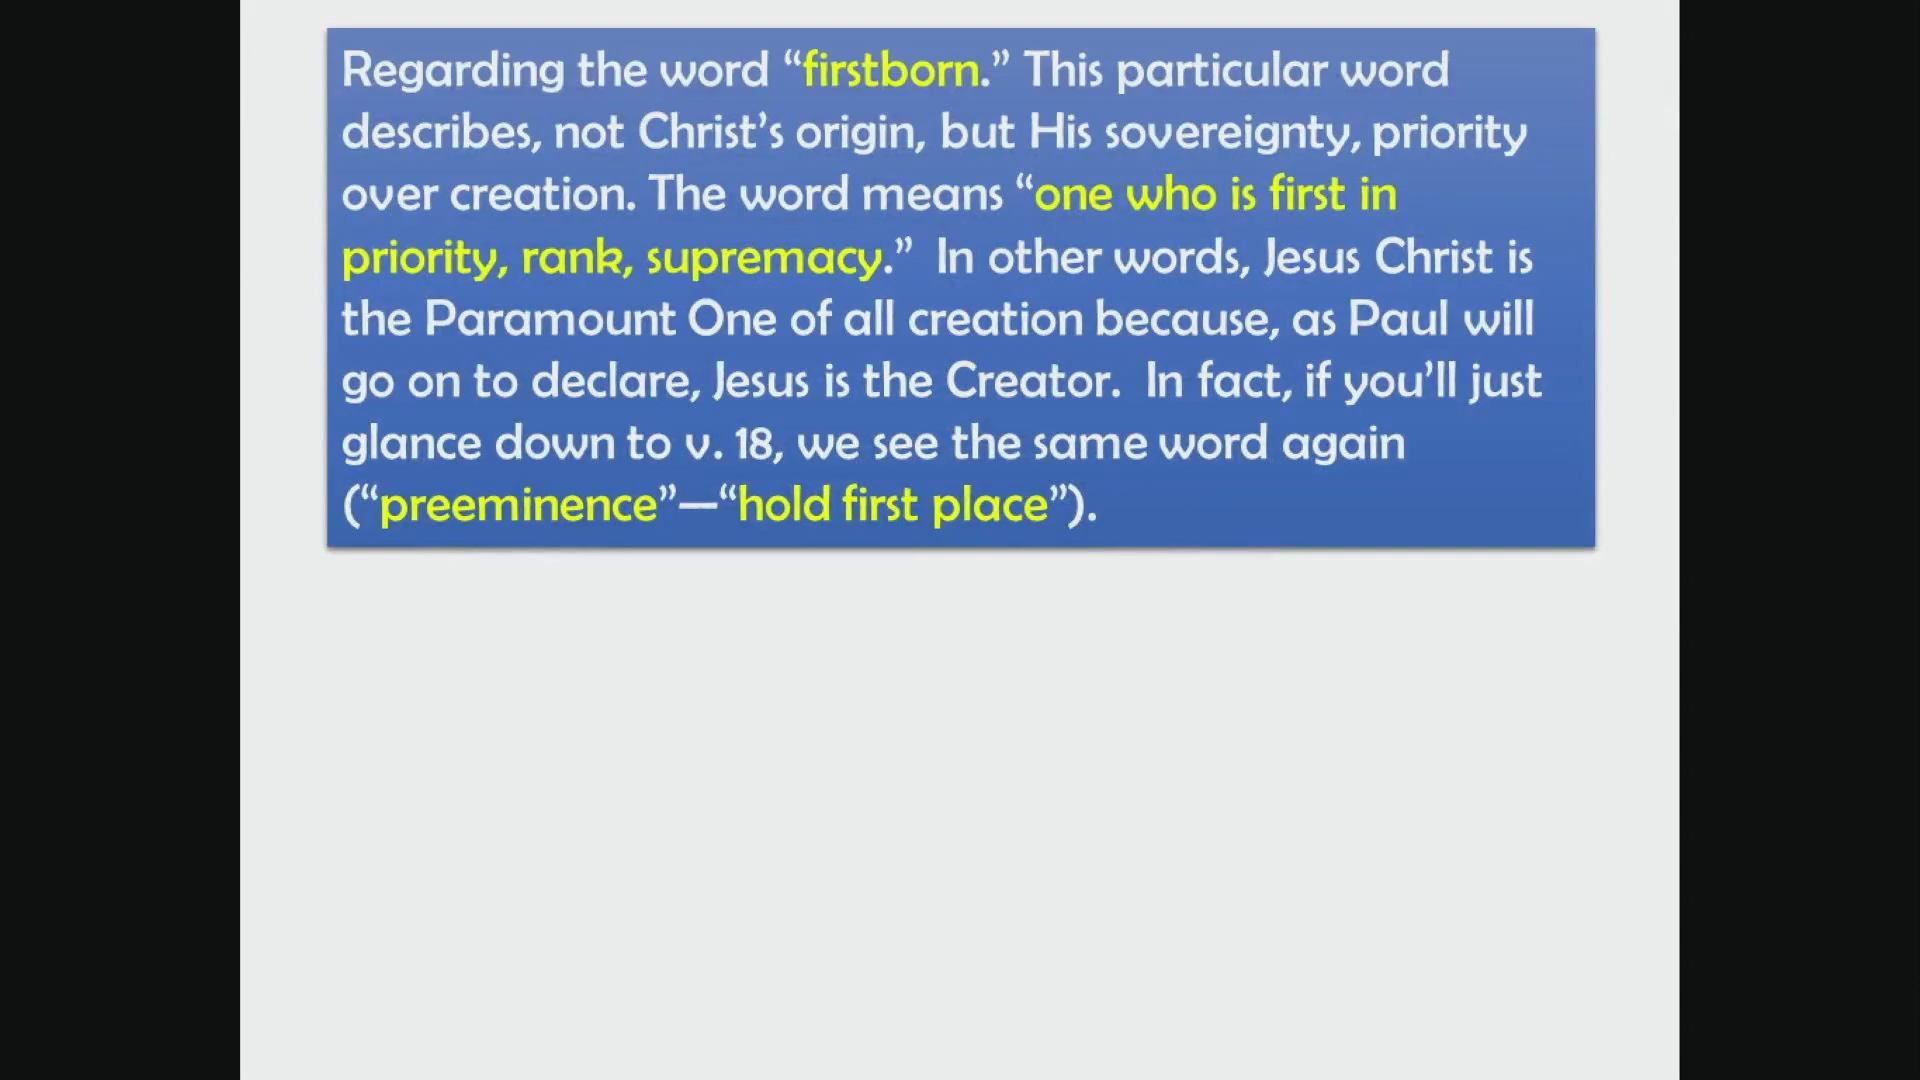 Regarding the word “firstborn.” This particular word
describes, not Christ’s origin, but His sovereignty, priority
over creation. The word means “one who is first in
priority, rank, supremacy.”  In other words, Jesus Christ is
the Paramount One of all creation because, as Paul will
go on to declare, Jesus is the Creator.  In fact, if you’ll just
glance down to v. 18, we see the same word again
(“preeminence”—“hold first place”).